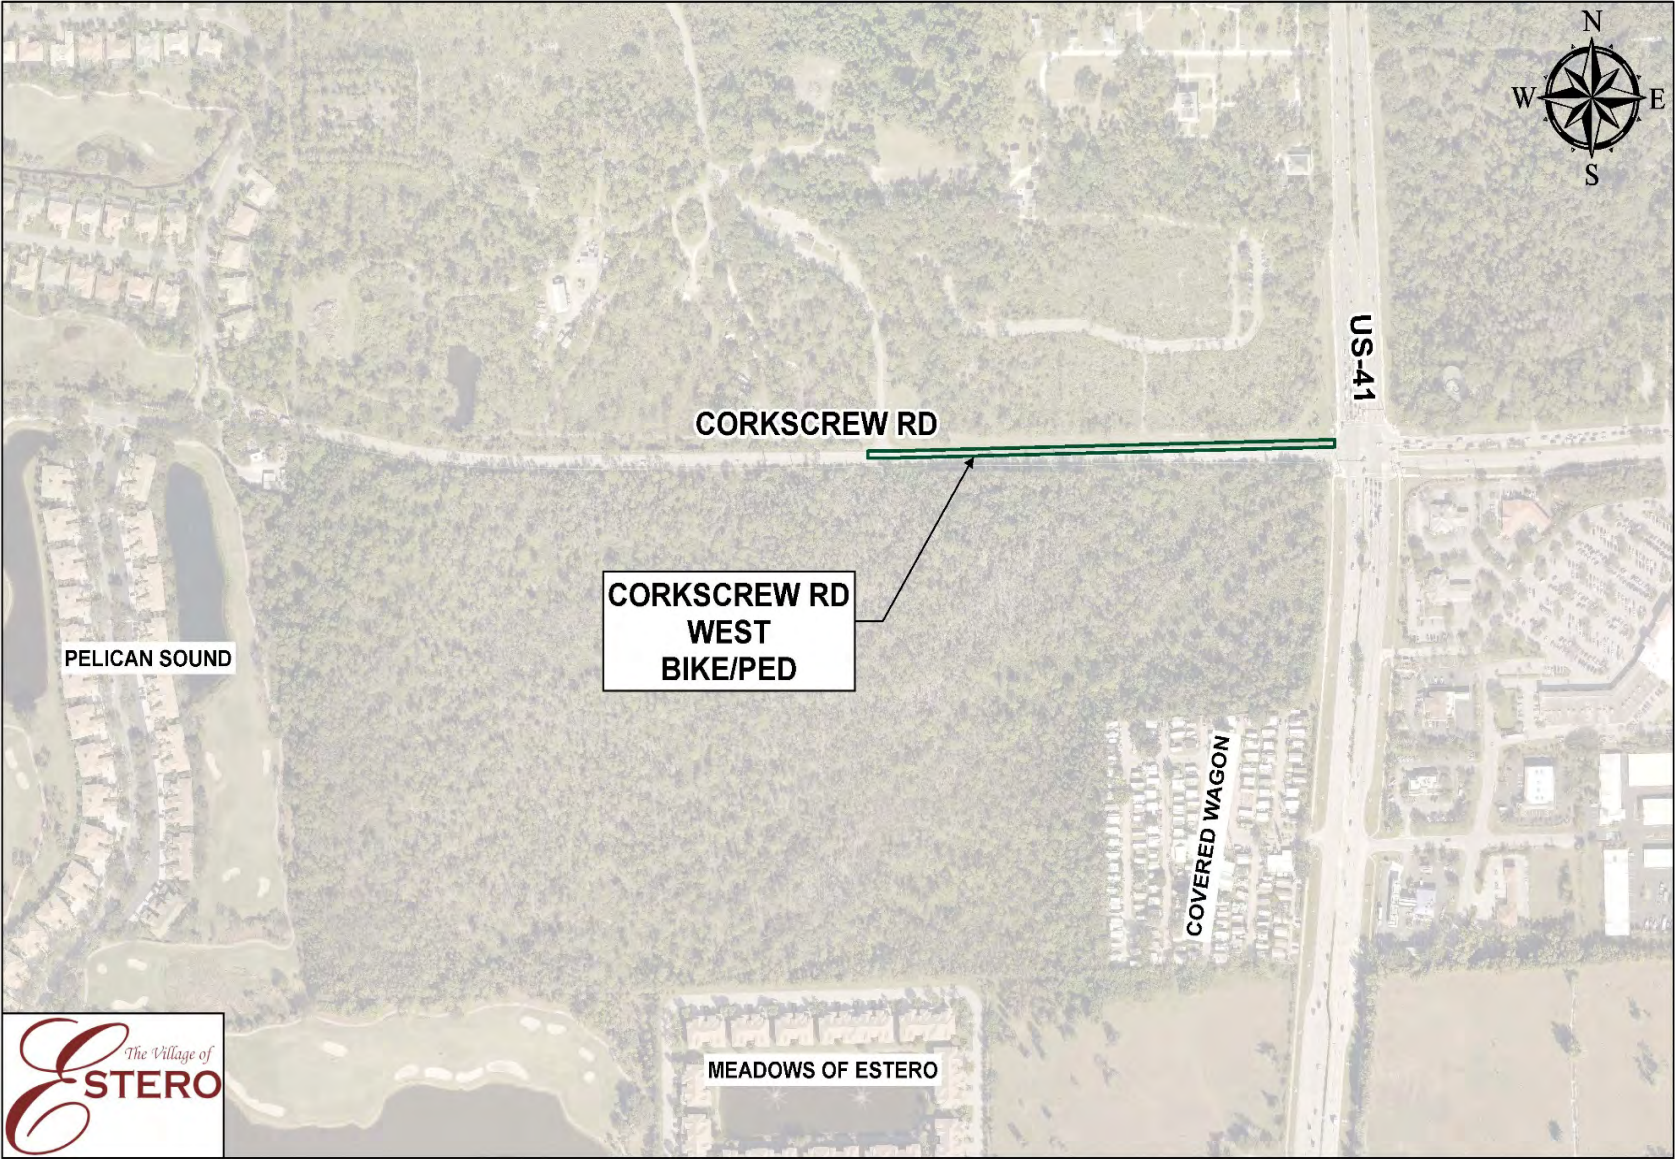 N
W E
S
US-41
CORKSCREW RD
CORKSCREW RD
WEST
BIKE/PED
PELICAN SOUND
COVERED WAGON
MEADOWS OF ESTERO
The Village of
ESTERO